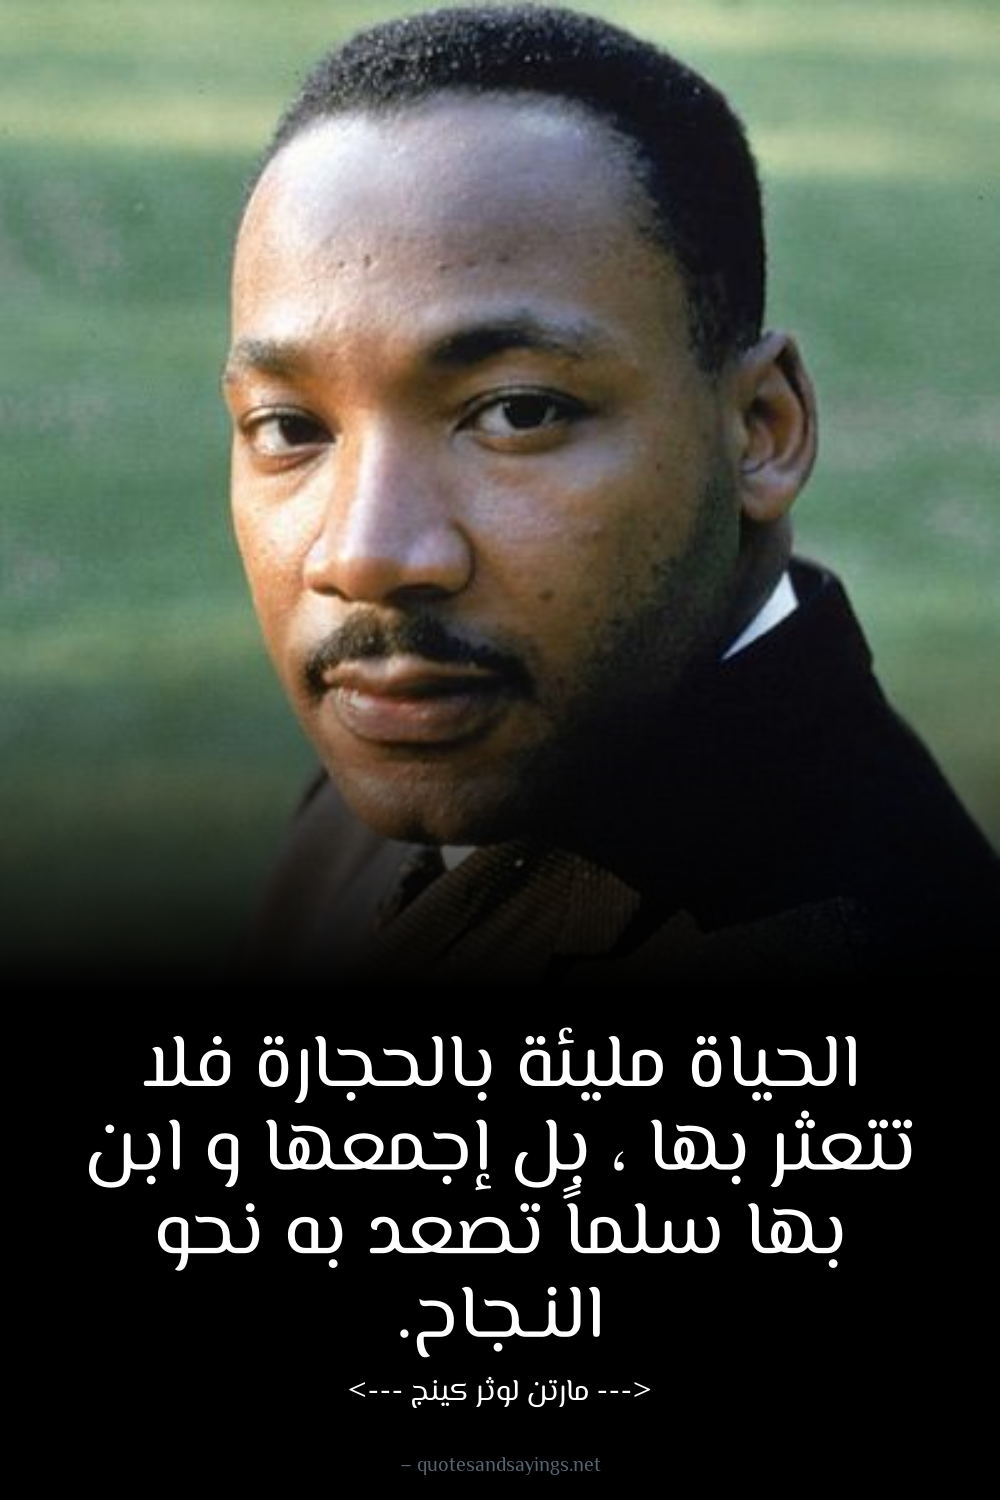 الحياة مليئة بالحجارة فلا
تتعثر بها ، بل إجمعها و ابن
بها سلماً تصعد به نحو
النجاح.
<--- مارتن لوثر كينج --->
– quotesandsayings.net